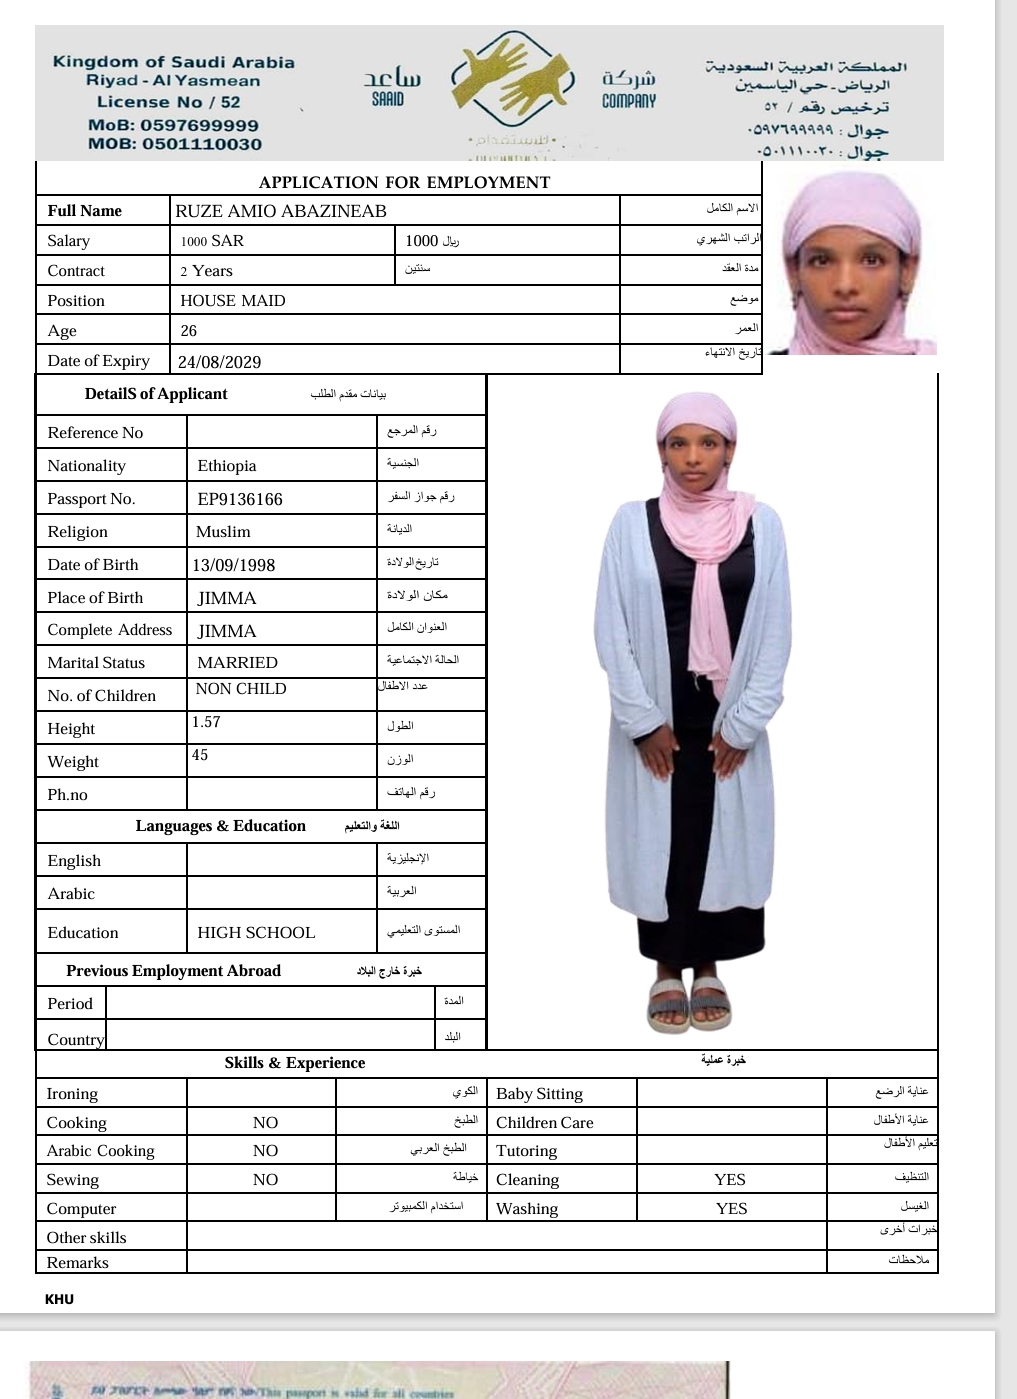 Kingdom of Saudi Arabia
Riyad - Al Yasmean
License No / 52
MoB: 0597699999
MOB: 0501110030
ساعد
SAAID
شركة
COMPANY
المملكة العربية السعودية
الرياض - حي الياسمين
ترخيص رقم / ٥٢
جوال : ٠٥٩٧٦٩٩٩٩٩
جوال : ٠٥٠١١١٠٠٣٠
للاستقدام
APPLICATION FOR EMPLOYMENT
Full Name RUZE AMIO ABAZINEAB الاسم الكامل
Salary 1000 SAR 1000 ريال الراتب الشهري
Contract 2 Years سنتين مدة العقد
Position HOUSE MAID موضع
Age 26 العمر
Date of Expiry 24/08/2029 تاريخ الانتهاء
DetailS of Applicant بيانات مقدم الطلب
Reference No رقم المرجع
Nationality Ethiopia الجنسية
Passport No. EP9136166 رقم جواز السفر
Religion Muslim الديانة
Date of Birth 13/09/1998 تاريخ الولادة
Place of Birth JIMMA مكان الولادة
Complete Address JIMMA العنوان الكامل
Marital Status MARRIED الحالة الاجتماعية
No. of Children NON CHILD عدد الاطفال
Height 1.57 الطول
Weight 45 الوزن
Ph.no رقم الهاتف
Languages & Education اللغة والتعليم
English الإنجليزية
Arabic العربية
Education HIGH SCHOOL المستوى التعليمي
Previous Employment Abroad خبرة خارج البلاد
Period المدة
Country البلد
Skills & Experience خبرة عملية
Ironing الكوي Baby Sitting عناية الرضع
Cooking NO الطبخ Children Care عناية الأطفال
Arabic Cooking NO الطبخ العربي Tutoring تعليم الأطفال
Sewing NO خياطة Cleaning YES التنظيف
Computer استخدام الكمبيوتر Washing YES الغيسل
Other skills خبرات أخرى
Remarks ملاحظات
KHU
This passport is valid for all countries